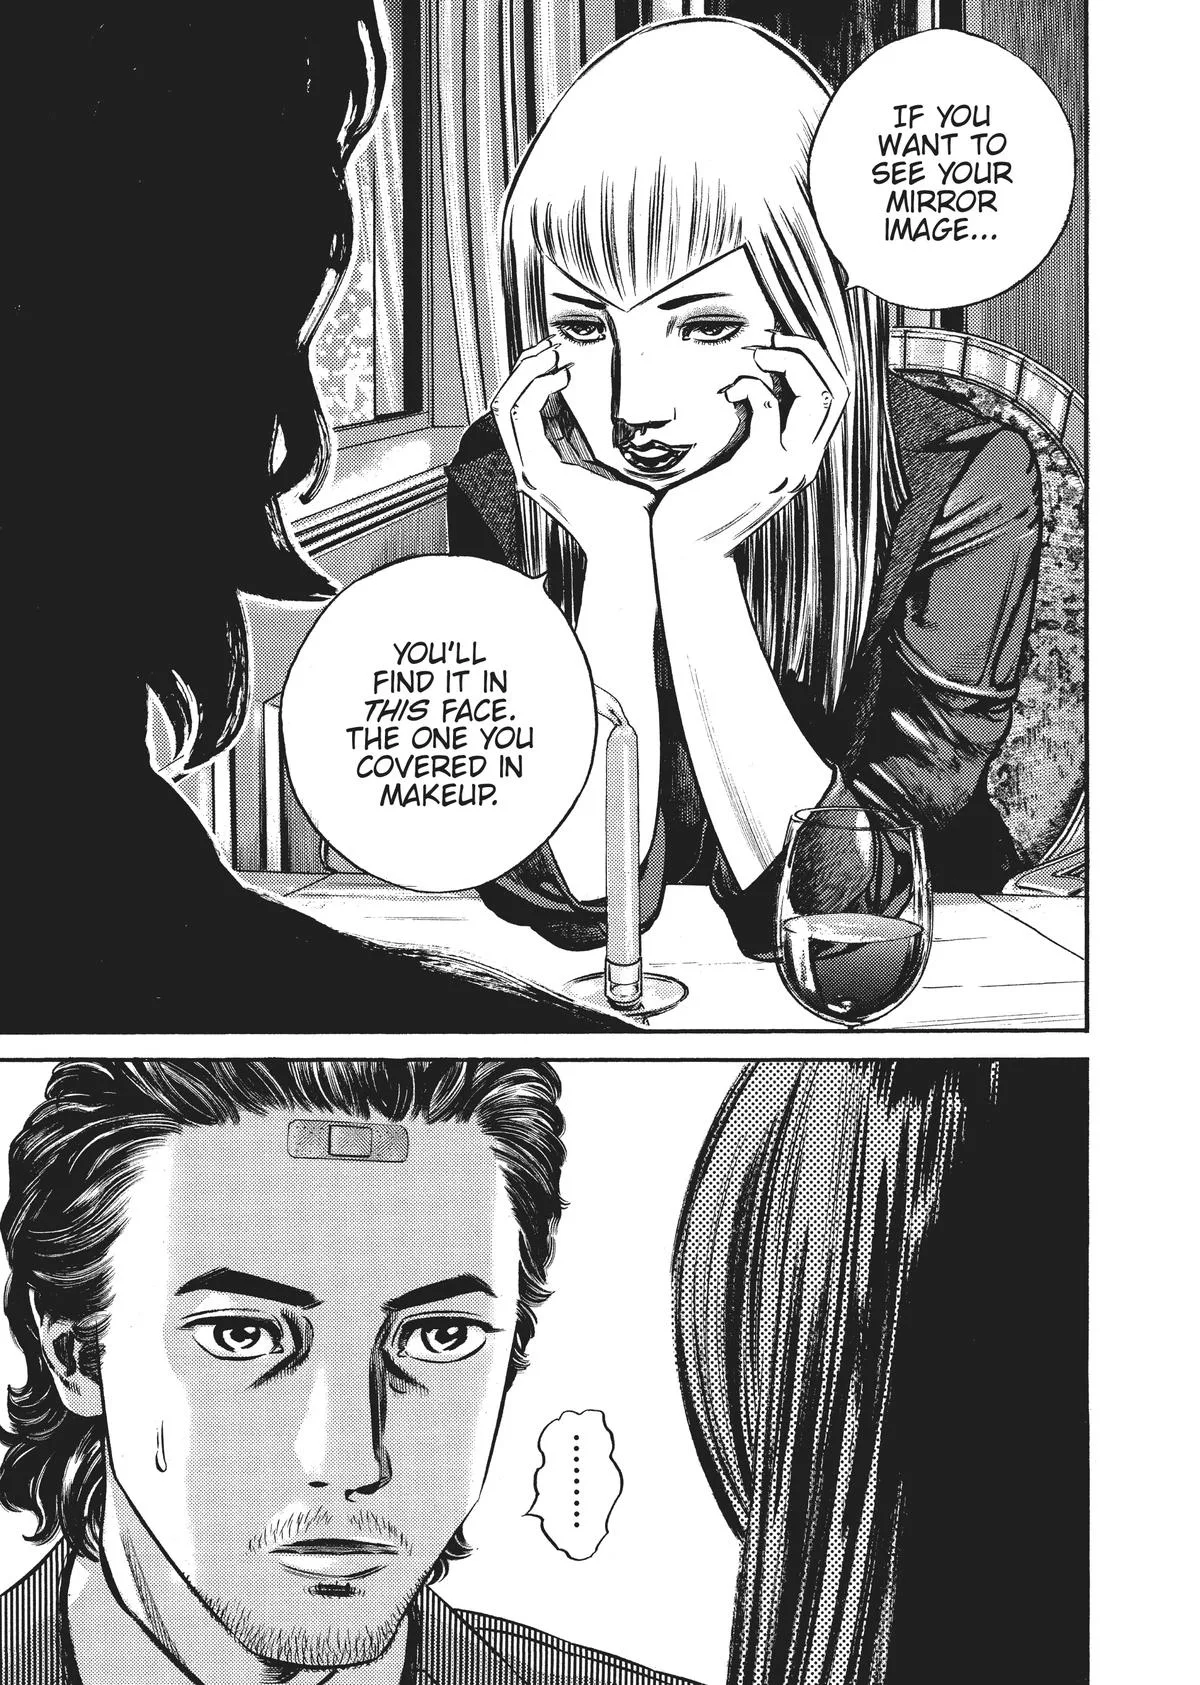 IF YOU
WANT TO
SEE YOUR
MIRROR
IMAGE...
YOU'LL
FIND IT IN
THIS FACE.
THE ONE YOU
COVERED IN
MAKEUP.
.........